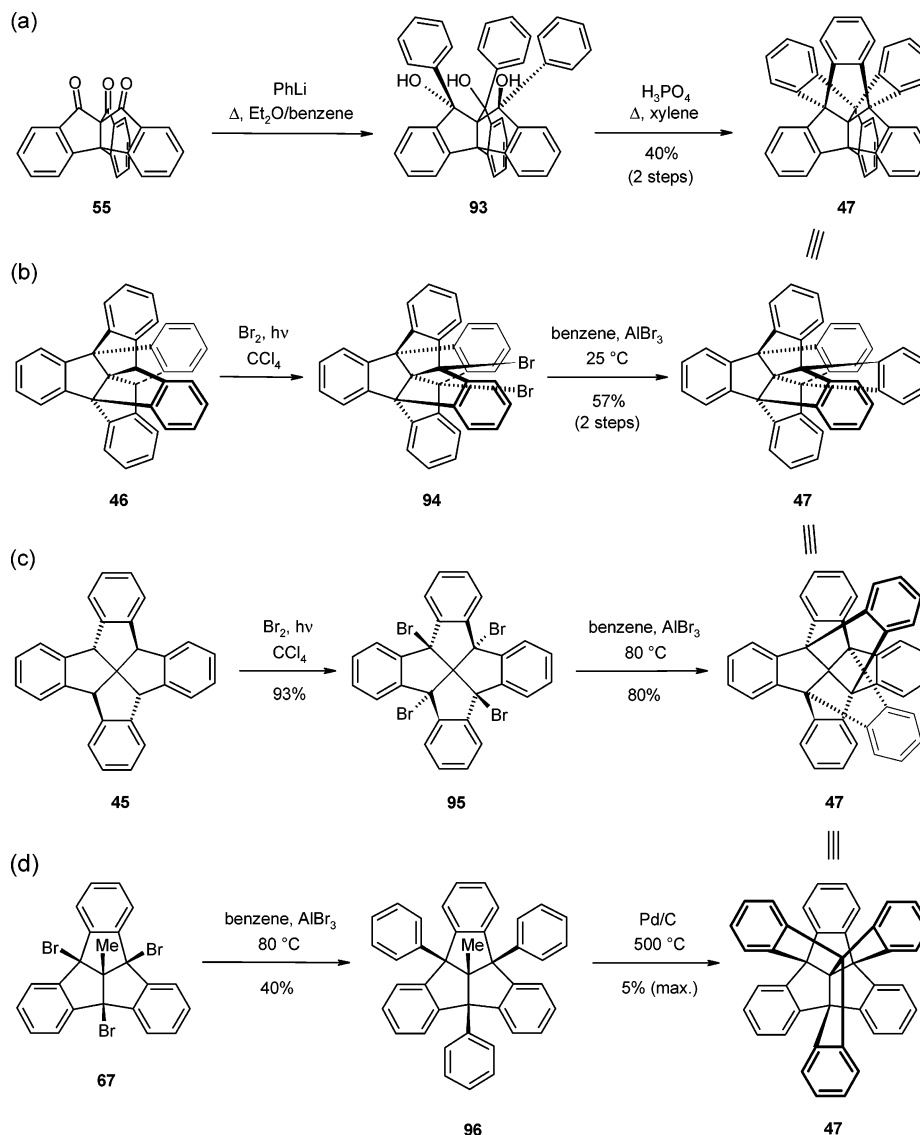 (a)
O O O
55
PhLi
Δ, Et₂O/benzene
HO HO OH
93
H₃PO₄
Δ, xylene
40%
(2 steps)
47
(b)
46
Br₂, hν
CCl₄
Br
Br
94
benzene, AlBr₃
25 °C
57%
(2 steps)
47
(c)
45
Br₂, hν
CCl₄
93%
Br Br
Br Br
95
benzene, AlBr₃
80 °C
80%
47
(d)
Br Me Br
Br
67
benzene, AlBr₃
80 °C
40%
Me
96
Pd/C
500 °C
5% (max.)
47